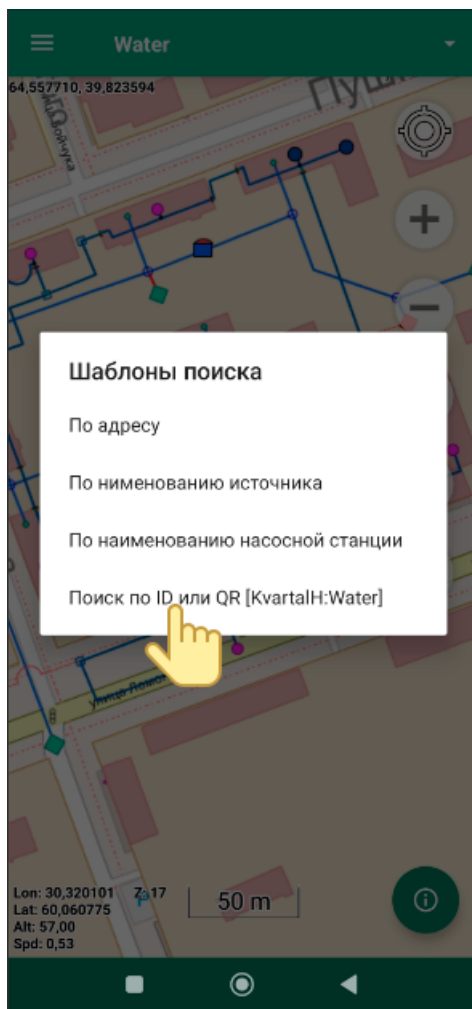 Water
64,557710, 39,823594
Шаблоны поиска
По адресу
По нименованию источника
По наименованию насосной станции
Поиск по ID или QR [KvartalH:Water]
Lon: 30,320101 Z: 17
Lat: 60,060775
Alt: 57,00
Spd: 0,53
50 m